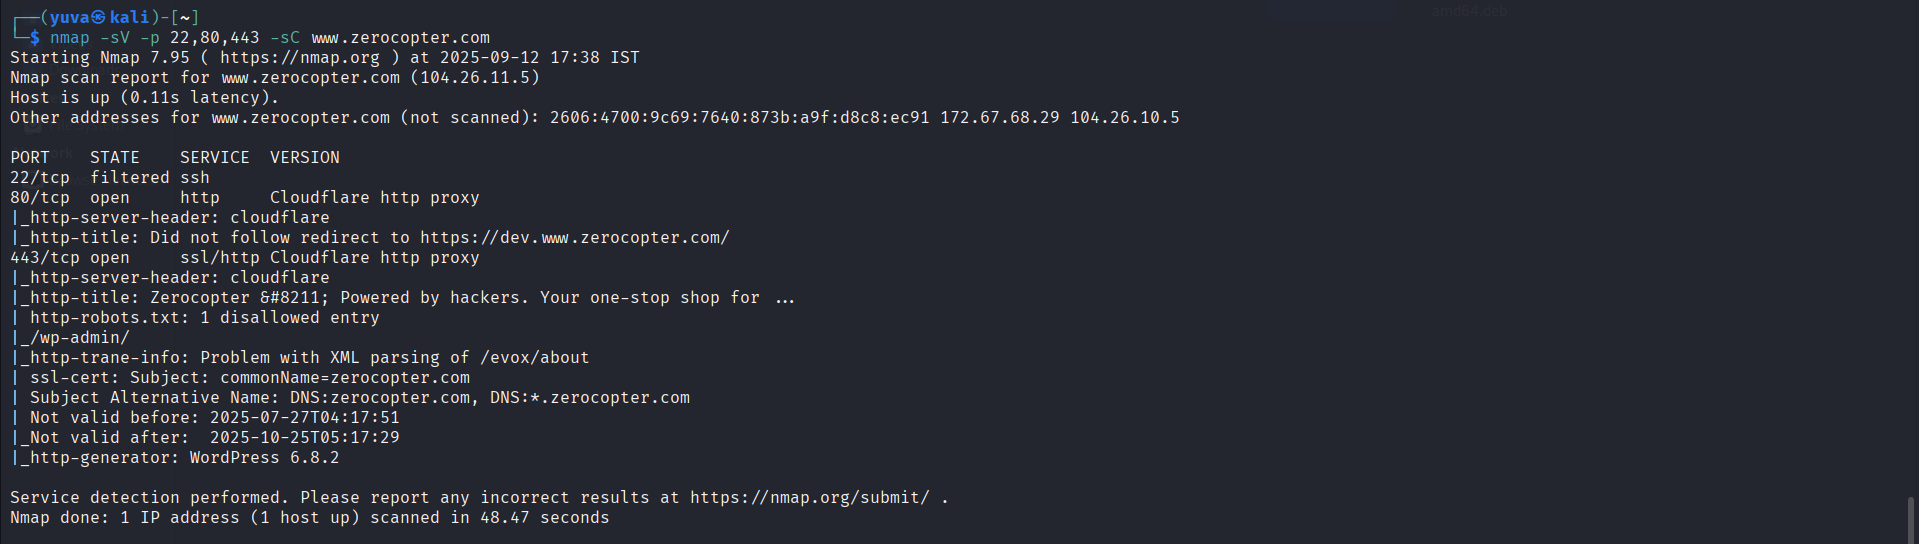 ┌──(yuva㉿kali)-[~]
└─$ nmap -sV -p 22,80,443 -sC www.zerocopter.com
Starting Nmap 7.95 ( https://nmap.org ) at 2025-09-12 17:38 IST
Nmap scan report for www.zerocopter.com (104.26.11.5)
Host is up (0.11s latency).
Other addresses for www.zerocopter.com (not scanned): 2606:4700:9c69:7640:873b:a9f:d8c8:ec91 172.67.68.29 104.26.10.5

PORT    STATE    SERVICE  VERSION
22/tcp  filtered ssh
80/tcp  open     http     Cloudflare http proxy
|_http-server-header: cloudflare
|_http-title: Did not follow redirect to https://dev.www.zerocopter.com/
443/tcp open     ssl/http Cloudflare http proxy
|_http-server-header: cloudflare
|_http-title: Zerocopter &#8211; Powered by hackers. Your one-stop shop for ...
| http-robots.txt: 1 disallowed entry
|_/wp-admin/
|_http-trane-info: Problem with XML parsing of /evox/about
| ssl-cert: Subject: commonName=zerocopter.com
| Subject Alternative Name: DNS:zerocopter.com, DNS:*.zerocopter.com
| Not valid before: 2025-07-27T04:17:51
|_Not valid after:  2025-10-25T05:17:29
|_http-generator: WordPress 6.8.2

Service detection performed. Please report any incorrect results at https://nmap.org/submit/ .
Nmap done: 1 IP address (1 host up) scanned in 48.47 seconds
amd64.deb